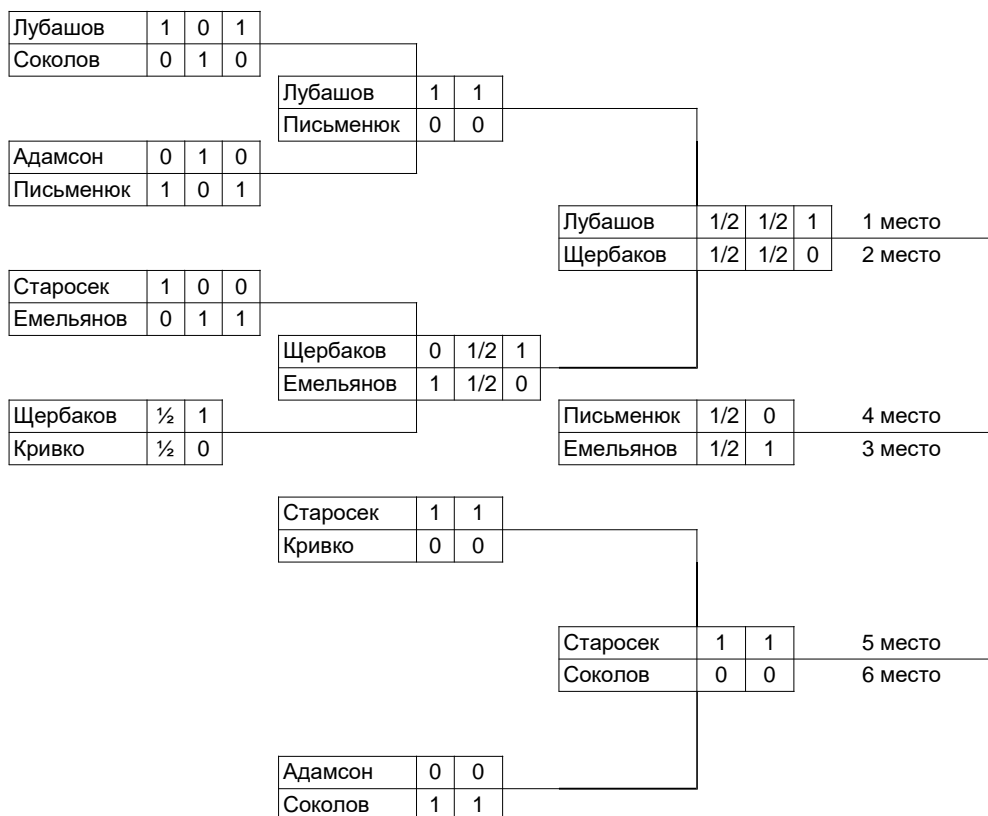 Лубашов 1 0 1
Соколов 0 1 0
Лубашов 1 1
Письменюк 0 0
Адамсон 0 1 0
Письменюк 1 0 1
Лубашов 1/2 1/2 1 1 место
Щербаков 1/2 1/2 0 2 место
Старосек 1 0 0
Емельянов 0 1 1
Щербаков 0 1/2 1
Емельянов 1 1/2 0
Щербаков ½ 1
Кривко ½ 0
Письменюк 1/2 0 4 место
Емельянов 1/2 1 3 место
Старосек 1 1
Кривко 0 0
Старосек 1 1 5 место
Соколов 0 0 6 место
Адамсон 0 0
Соколов 1 1